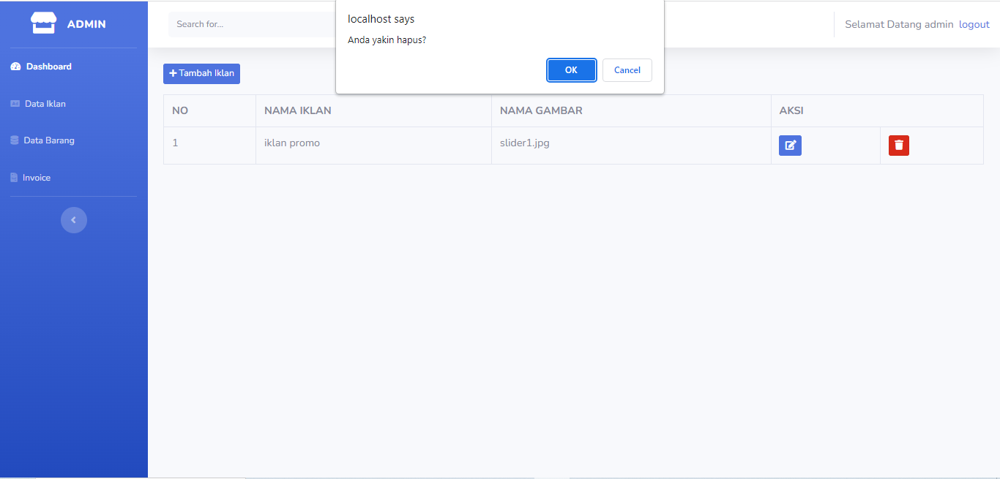 ADMIN
Dashboard
Data Iklan
Data Barang
Invoice
Search for...
localhost says
Anda yakin hapus?
OK
Cancel
Selamat Datang admin logout
Tambah Iklan
NO NAMA IKLAN NAMA GAMBAR AKSI
1 iklan promo slider1.jpg